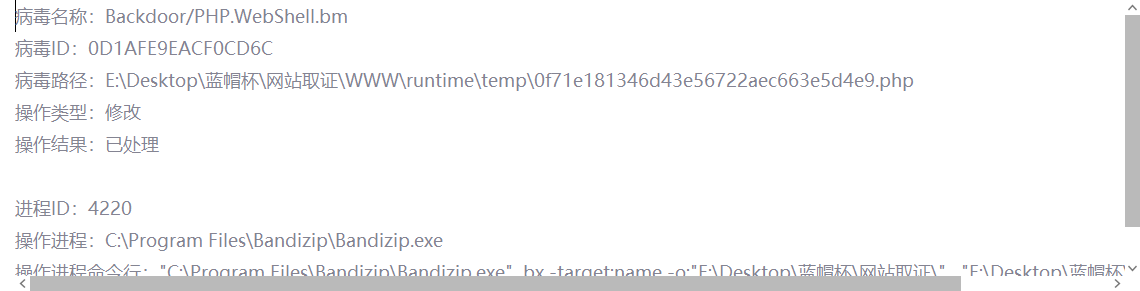 病毒名称：Backdoor/PHP.WebShell.bm
病毒ID：0D1AFE9EACF0CD6C
病毒路径：E:\Desktop\蓝帽杯\网站取证\WWW\runtime\temp\0f71e181346d43e56722aec663e5d4e9.php
操作类型：修改
操作结果：已处理
进程ID：4220
操作进程：C:\Program Files\Bandizip\Bandizip.exe
操作进程命令行："C:\Program Files\Bandizip\Bandizip.exe" bx -target:name -o:"E:\Desktop\蓝帽杯\网站取证\" "E:\Desktop\蓝帽杯\